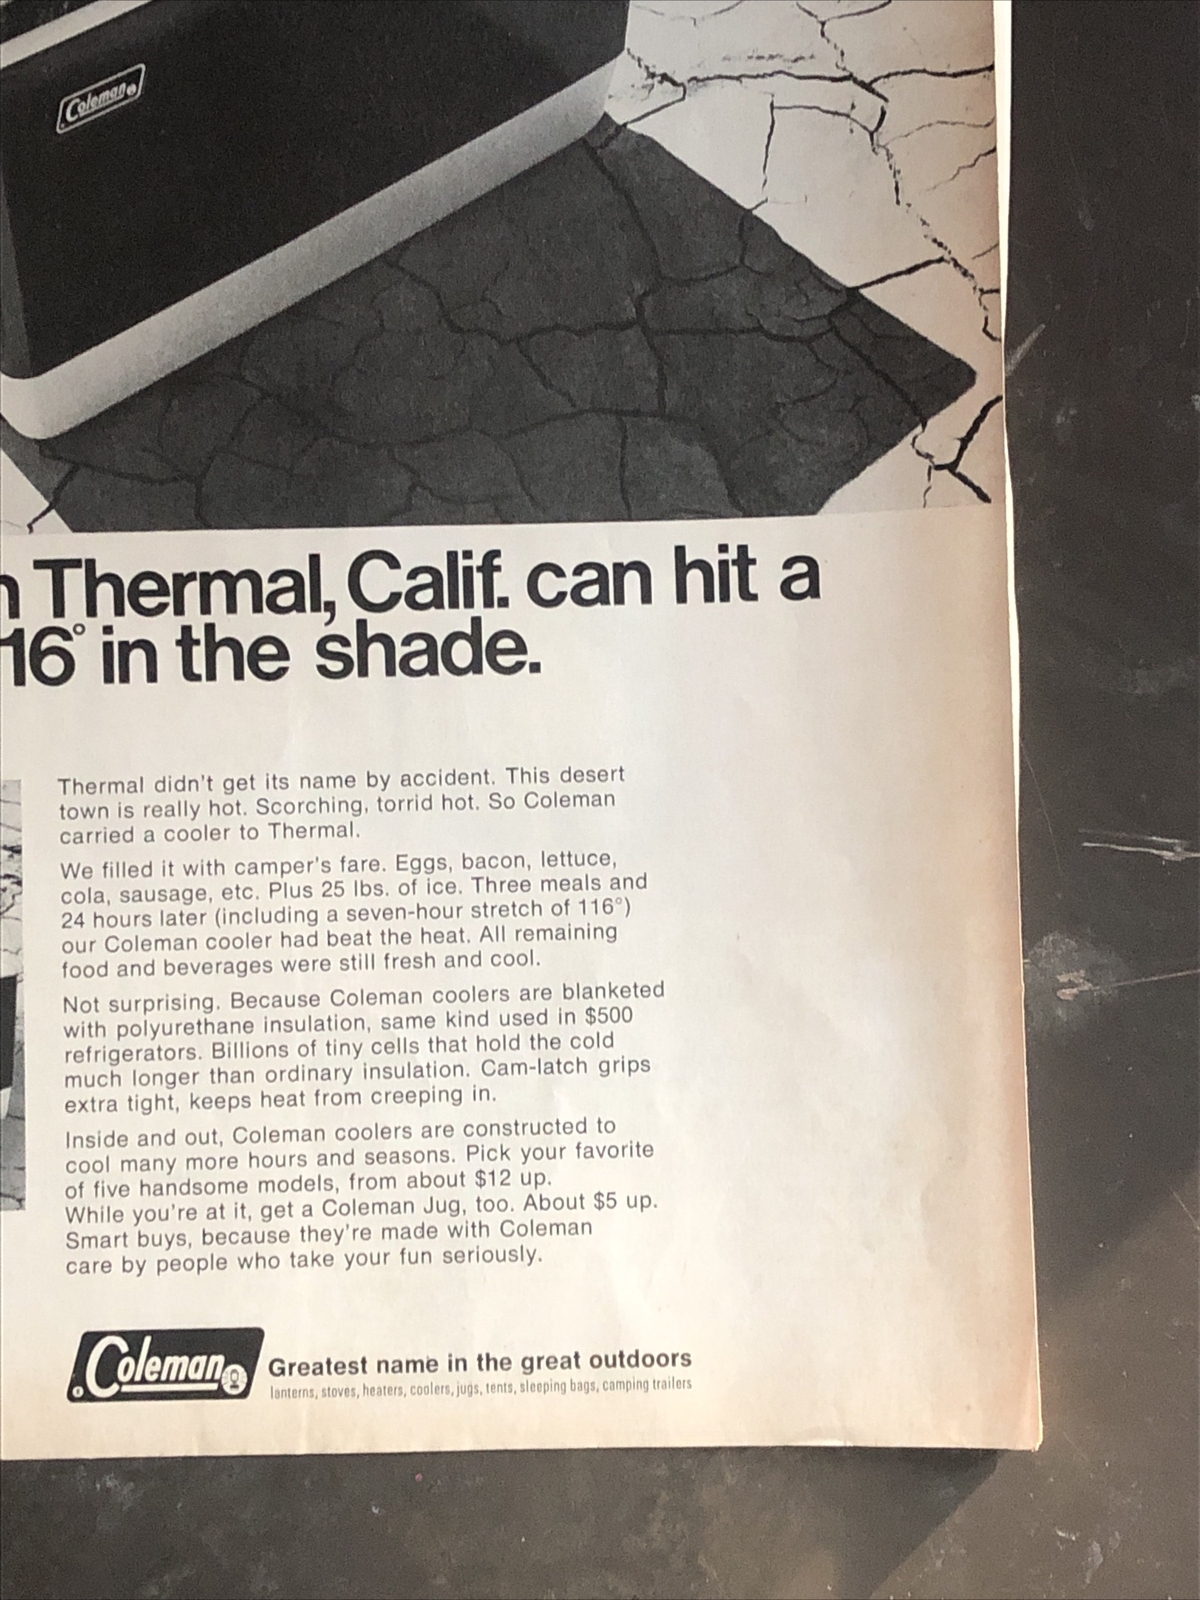 Coleman
Thermal, Calif. can hit a
16° in the shade.
Thermal didn't get its name by accident. This desert
town is really hot. Scorching, torrid hot. So Coleman
carried a cooler to Thermal.
We filled it with camper's fare. Eggs, bacon, lettuce,
cola, sausage, etc. Plus 25 lbs. of ice. Three meals and
24 hours later (including a seven-hour stretch of 116°)
our Coleman cooler had beat the heat. All remaining
food and beverages were still fresh and cool.
Not surprising. Because Coleman coolers are blanketed
with polyurethane insulation, same kind used in $500
refrigerators. Billions of tiny cells that hold the cold
much longer than ordinary insulation. Cam-latch grips
extra tight, keeps heat from creeping in.
Inside and out, Coleman coolers are constructed to
cool many more hours and seasons. Pick your favorite
of five handsome models, from about $12 up.
While you're at it, get a Coleman Jug, too. About $5 up.
Smart buys, because they're made with Coleman
care by people who take your fun seriously.
Coleman Greatest name in the great outdoors
lanterns, stoves, heaters, coolers, jugs, tents, sleeping bags, camping trailers